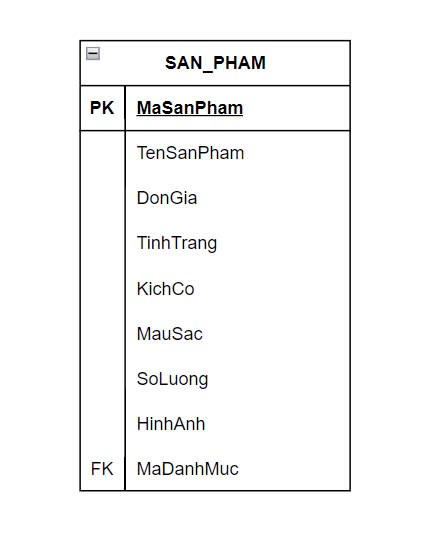 SAN_PHAM
PK MaSanPham
TenSanPham
DonGia
TinhTrang
KichCo
MauSac
SoLuong
HinhAnh
FK MaDanhMuc